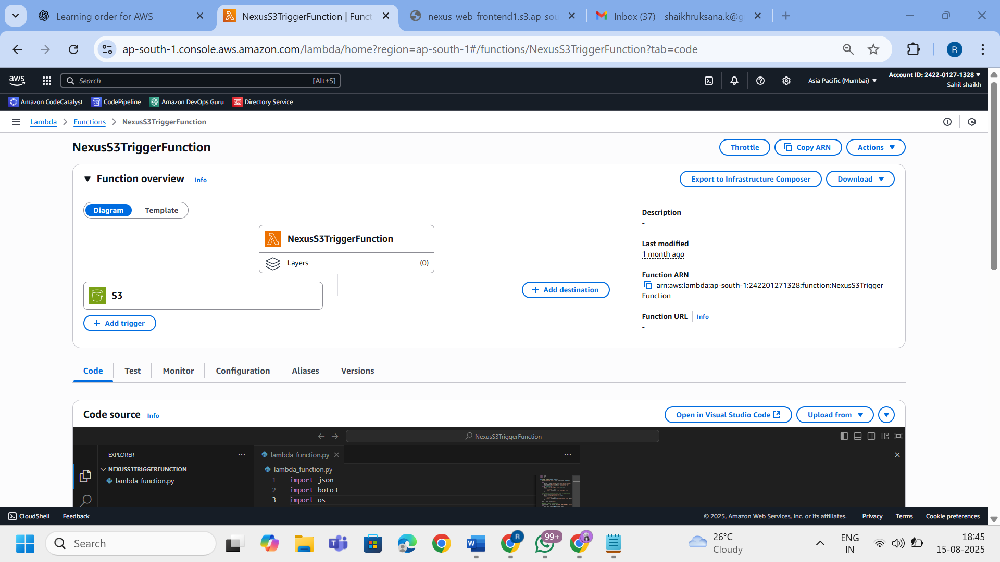 Learning order for AWS
NexusS3TriggerFunction | Funct
nexus-web-frontend1.s3.ap-sou
Inbox (37) - shaikhruksana.k@g
ap-south-1.console.aws.amazon.com/lambda/home?region=ap-south-1#/functions/NexusS3TriggerFunction?tab=code
R
aws
Search
[Alt+S]
Asia Pacific (Mumbai)
Account ID: 2422-0127-1328
Sahil shaikh
Amazon CodeCatalyst
CodePipeline
Amazon DevOps Guru
Directory Service
Lambda
Functions
NexusS3TriggerFunction
NexusS3TriggerFunction
Throttle
Copy ARN
Actions
Function overview
Info
Export to Infrastructure Composer
Download
Diagram
Template
NexusS3TriggerFunction
Layers
(0)
S3
Add trigger
Add destination
Description
-
Last modified
1 month ago
Function ARN
arn:aws:lambda:ap-south-1:242201271328:function:NexusS3Trigger
Function
Function URL
Info
-
Code
Test
Monitor
Configuration
Aliases
Versions
Code source
Info
Open in Visual Studio Code
Upload from
NexusS3TriggerFunction
EXPLORER
NEXUSS3TRIGGERFUNCTION
lambda_function.py
lambda_function.py
lambda_function.py
1 import json
2 import boto3
3 import os
CloudShell
Feedback
© 2025, Amazon Web Services, Inc. or its affiliates.
Privacy
Terms
Cookie preferences
Search
R
99+
26°C
Cloudy
ENG
IN
18:45
15-08-2025